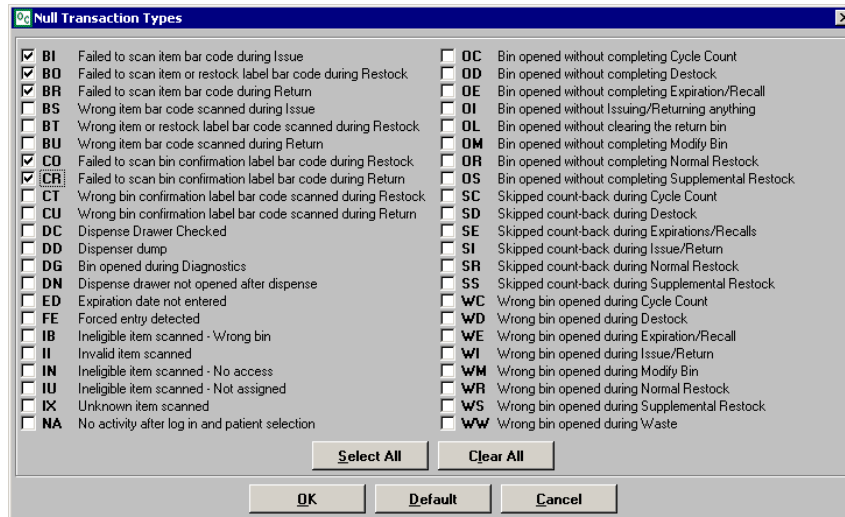 Oc Null Transaction Types
BI Failed to scan item bar code during Issue
BO Failed to scan item or restock label bar code during Restock
BR Failed to scan item bar code during Return
BS Wrong item bar code scanned during Issue
BT Wrong item or restock label bar code scanned during Restock
BU Wrong item bar code scanned during Return
CO Failed to scan bin confirmation label bar code during Restock
CR Failed to scan bin confirmation label bar code during Return
CT Wrong bin confirmation label bar code scanned during Restock
CU Wrong bin confirmation label bar code scanned during Return
DC Dispense Drawer Checked
DD Dispenser dump
DG Bin opened during Diagnostics
DN Dispense drawer not opened after dispense
ED Expiration date not entered
FE Forced entry detected
IB Ineligible item scanned - Wrong bin
II Invalid item scanned
IN Ineligible item scanned - No access
IU Ineligible item scanned - Not assigned
IX Unknown item scanned
NA No activity after log in and patient selection
OC Bin opened without completing Cycle Count
OD Bin opened without completing Destock
OE Bin opened without completing Expiration/Recall
OI Bin opened without Issuing/Returning anything
OL Bin opened without clearing the return bin
OM Bin opened without completing Modify Bin
OR Bin opened without completing Normal Restock
OS Bin opened without completing Supplemental Restock
SC Skipped count-back during Cycle Count
SD Skipped count-back during Destock
SE Skipped count-back during Expirations/Recalls
SI Skipped count-back during Issue/Return
SR Skipped count-back during Normal Restock
SS Skipped count-back during Supplemental Restock
WC Wrong bin opened during Cycle Count
WD Wrong bin opened during Destock
WE Wrong bin opened during Expiration/Recall
WI Wrong bin opened during Issue/Return
WM Wrong bin opened during Modify Bin
WR Wrong bin opened during Normal Restock
WS Wrong bin opened during Supplemental Restock
WW Wrong bin opened during Waste
Select All Clear All
OK Default Cancel